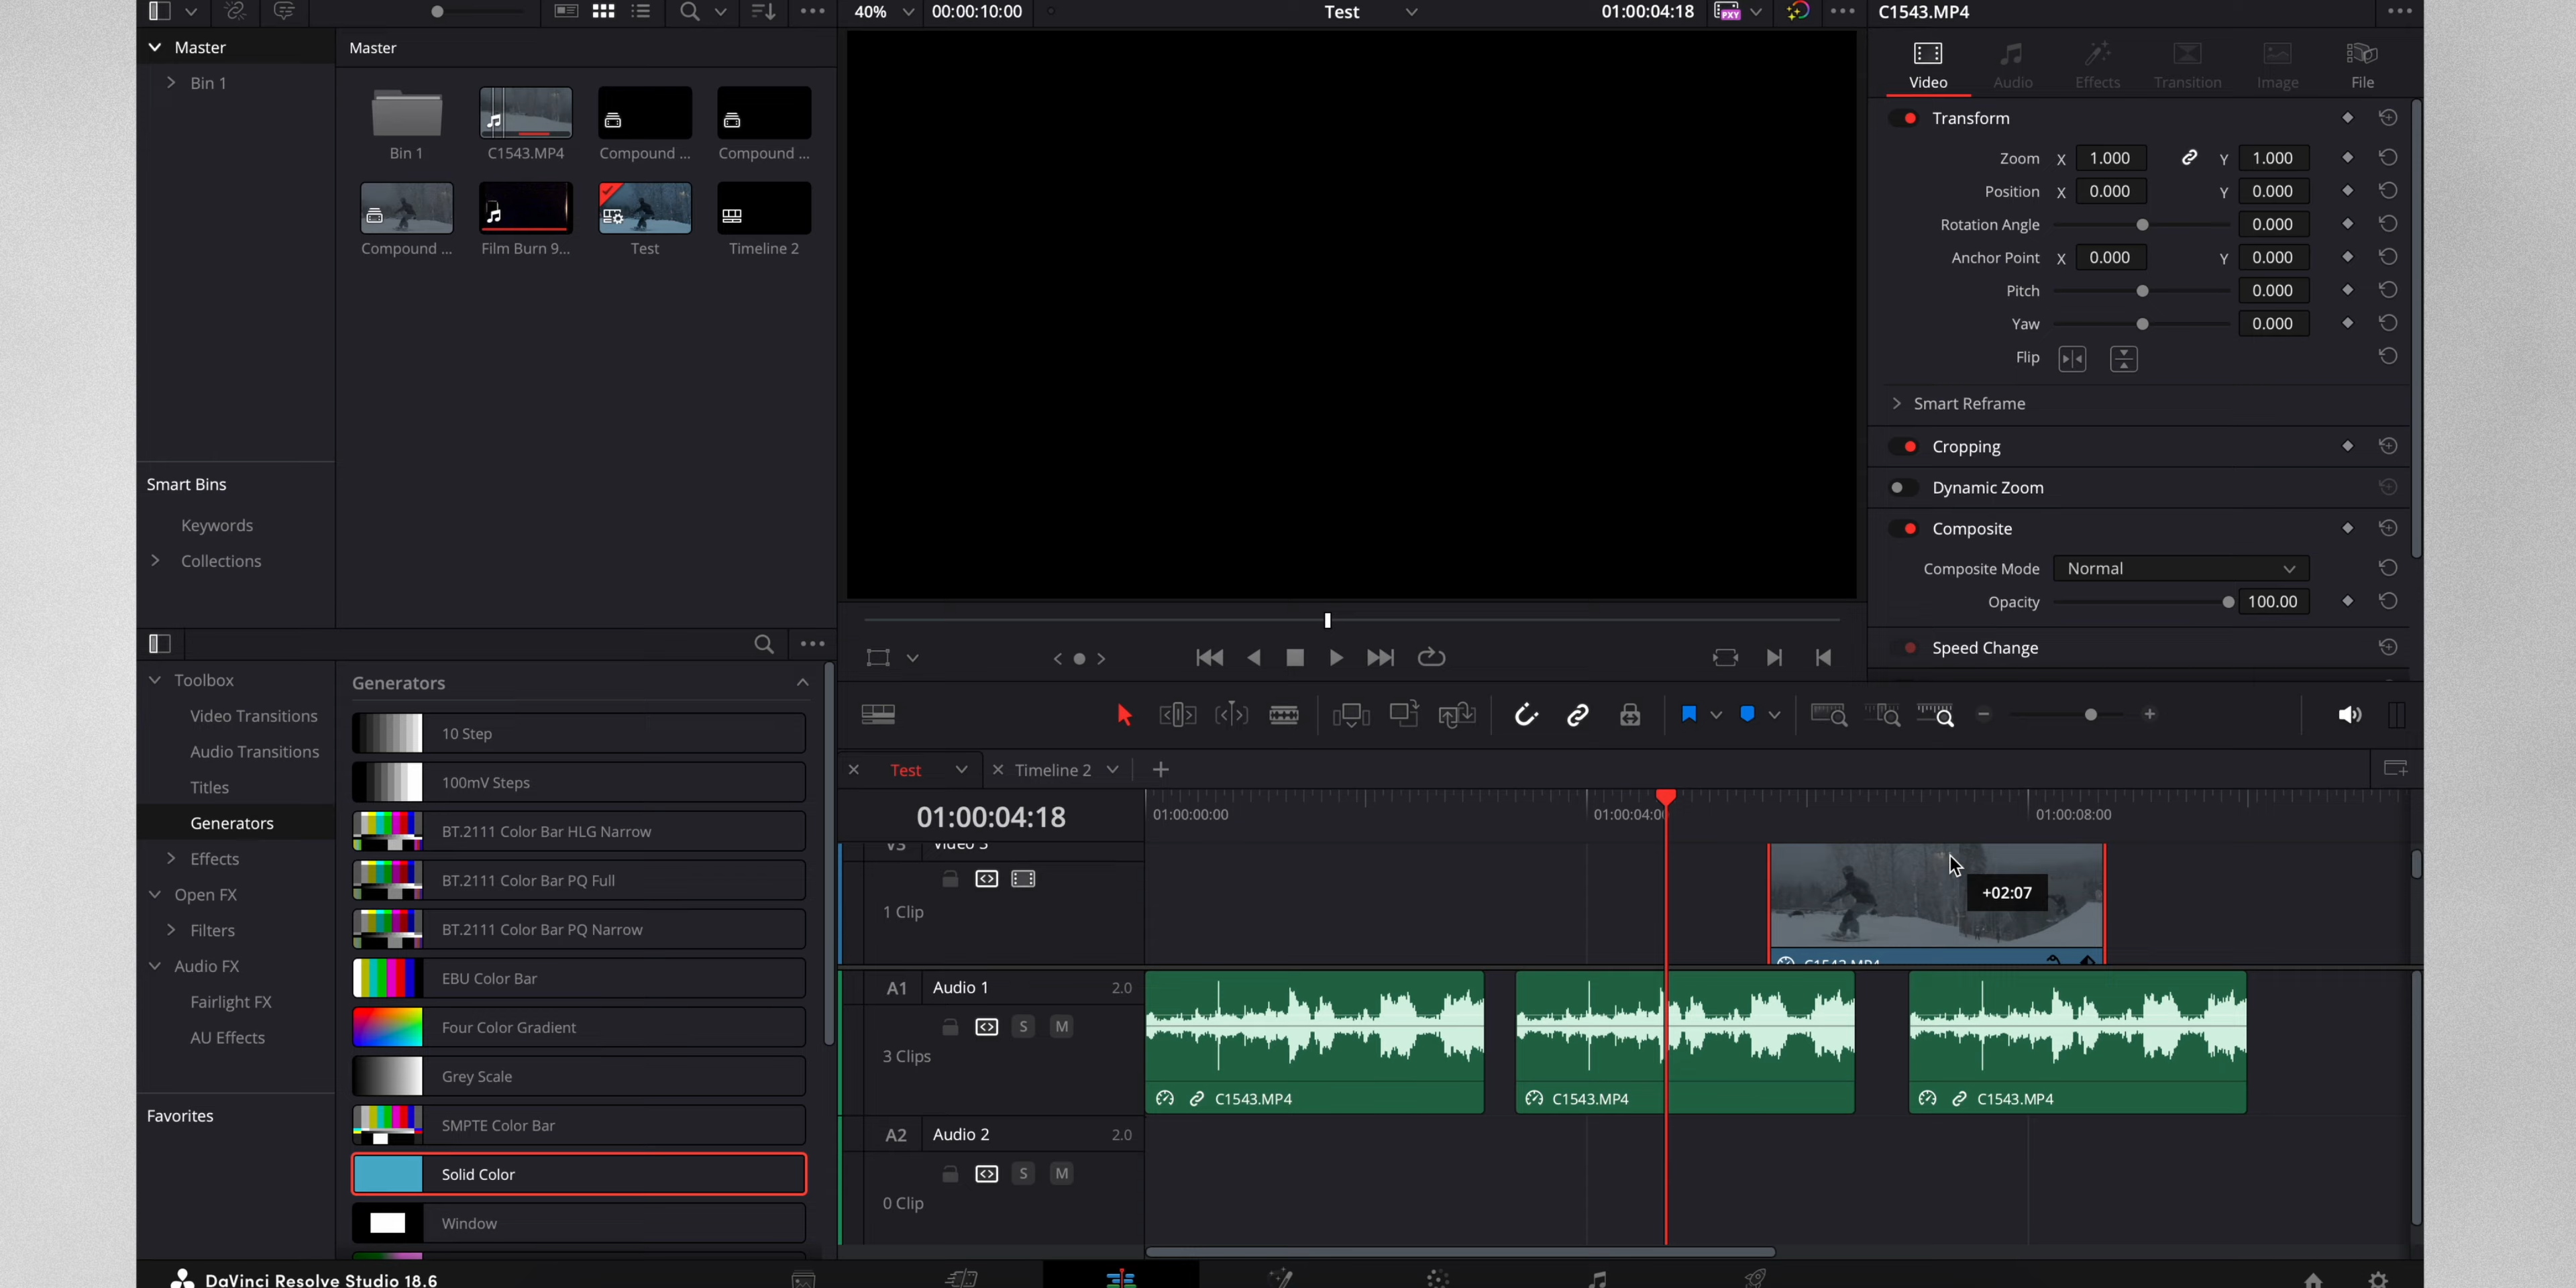 40%
00:00:10:00
Test
01:00:04:18
PXY
C1543.MP4
Master
Bin 1
Master
Bin 1
C1543.MP4
Compound ...
Compound ...
Compound ...
Film Burn 9...
Test
Timeline 2
Smart Bins
Keywords
Collections
Video
Audio
Effects
Transition
Image
File
Transform
Zoom X 1.000 Y 1.000
Position X 0.000 Y 0.000
Rotation Angle 0.000
Anchor Point X 0.000 Y 0.000
Pitch 0.000
Yaw 0.000
Flip
Smart Reframe
Cropping
Dynamic Zoom
Composite
Composite Mode Normal
Opacity 100.00
Speed Change
Toolbox
Video Transitions
Audio Transitions
Titles
Generators
Effects
Open FX
Filters
Audio FX
Fairlight FX
AU Effects
Favorites
Generators
10 Step
100mV Steps
BT.2111 Color Bar HLG Narrow
BT.2111 Color Bar PQ Full
BT.2111 Color Bar PQ Narrow
EBU Color Bar
Four Color Gradient
Grey Scale
SMPTE Color Bar
Solid Color
Window
Test
Timeline 2
01:00:04:18
01:00:00:00
01:00:04:00
01:00:08:00
V3 Video 3
1 Clip
+02:07
C1543.MP4
A1 Audio 1 2.0
S M
3 Clips
C1543.MP4
C1543.MP4
C1543.MP4
A2 Audio 2 2.0
S M
0 Clip
DaVinci Resolve Studio 18.6